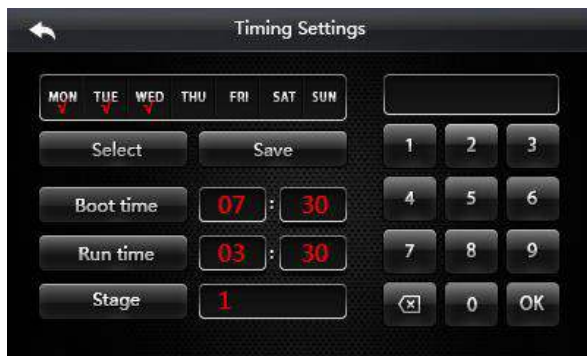 Timing Settings
MON TUE WED THU FRI SAT SUN
Select Save
Boot time 07 : 30
Run time 03 : 30
Stage 1
1 2 3
4 5 6
7 8 9
0 OK